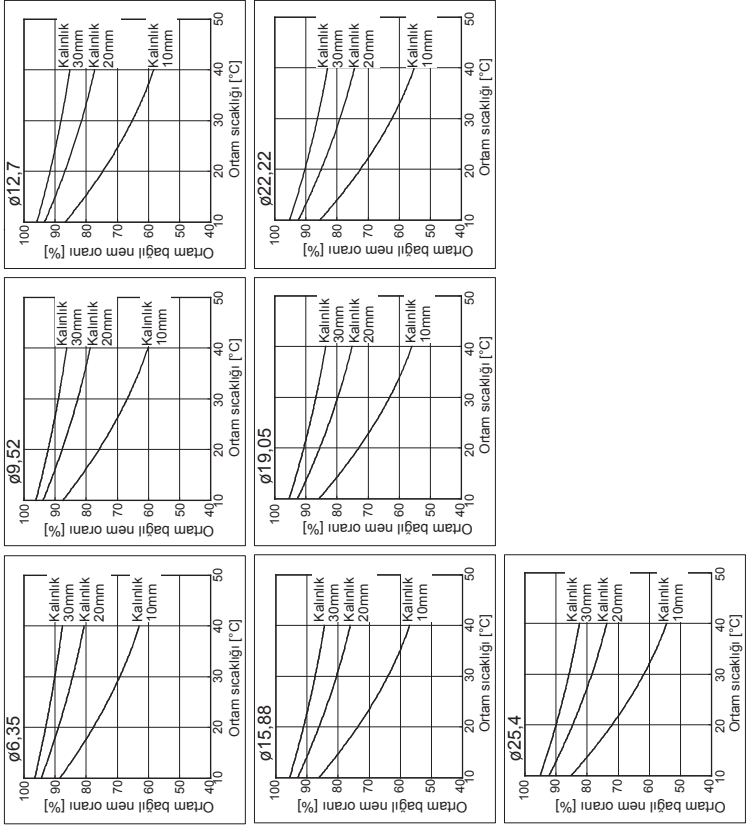 ø6,35
Ortam bağıl nem oranı [%]
100
90
80
70
60
50
40
10
20
30
40
50
Ortam sıcaklığı [°C]
Kalınlık
30mm
Kalınlık
20mm
Kalınlık
10mm
ø9,52
Ortam bağıl nem oranı [%]
100
90
80
70
60
50
40
10
20
30
40
50
Ortam sıcaklığı [°C]
Kalınlık
30mm
Kalınlık
20mm
Kalınlık
10mm
ø12,7
Ortam bağıl nem oranı [%]
100
90
80
70
60
50
40
10
20
30
40
50
Ortam sıcaklığı [°C]
Kalınlık
30mm
Kalınlık
20mm
Kalınlık
10mm
ø15,88
Ortam bağıl nem oranı [%]
100
90
80
70
60
50
40
10
20
30
40
50
Ortam sıcaklığı [°C]
Kalınlık
30mm
Kalınlık
20mm
Kalınlık
10mm
ø19,05
Ortam bağıl nem oranı [%]
100
90
80
70
60
50
40
10
20
30
40
50
Ortam sıcaklığı [°C]
Kalınlık
30mm
Kalınlık
20mm
Kalınlık
10mm
ø22,22
Ortam bağıl nem oranı [%]
100
90
80
70
60
50
40
10
20
30
40
50
Ortam sıcaklığı [°C]
Kalınlık
30mm
Kalınlık
20mm
Kalınlık
10mm
ø25,4
Ortam bağıl nem oranı [%]
100
90
80
70
60
50
40
10
20
30
40
50
Ortam sıcaklığı [°C]
Kalınlık
30mm
Kalınlık
20mm
Kalınlık
10mm